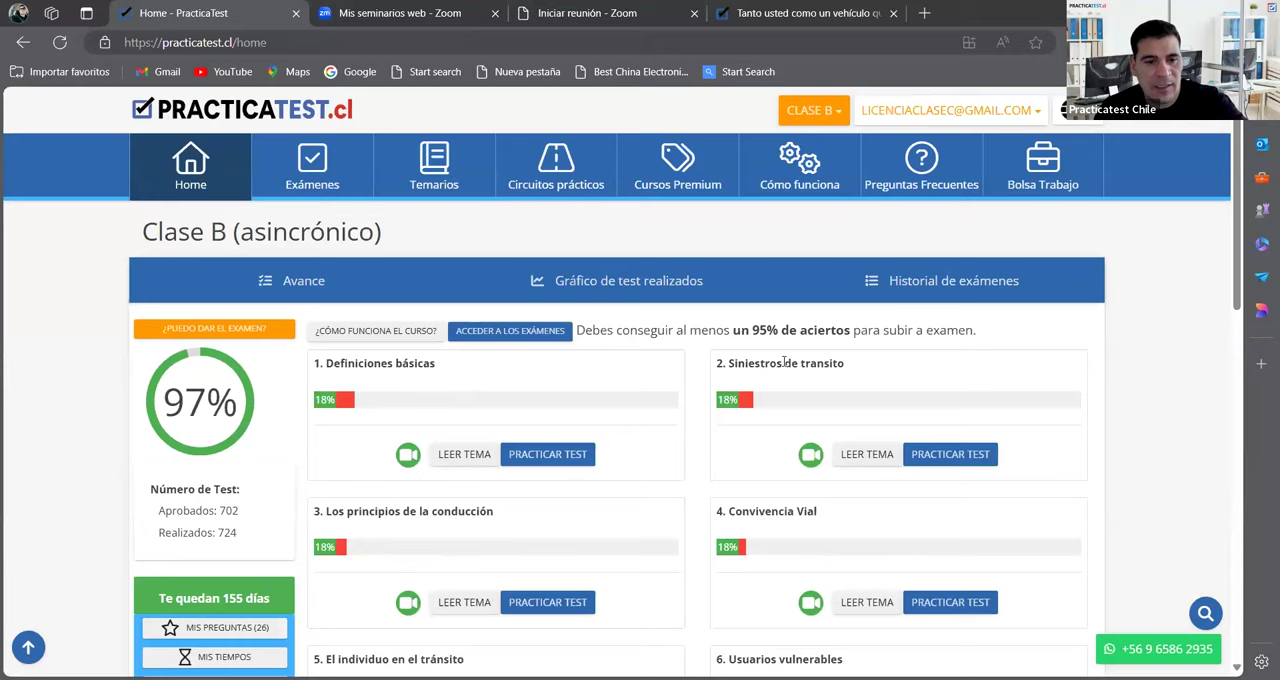 Home - PracticaTest
Mis seminarios web - Zoom
Iniciar reunión - Zoom
Tanto usted como un vehículo q
https://practicatest.cl/home
Importar favoritos
Gmail
YouTube
Maps
Google
Start search
Nueva pestaña
Best China Electroni...
Start Search
PRACTICATEST.cl
Practicatest Chile
PRACTICATEST.cl
CLASE B
LICENCIACLASEC@GMAIL.COM
Home
Exámenes
Temarios
Circuitos prácticos
Cursos Premium
Cómo funciona
Preguntas Frecuentes
Bolsa Trabajo
Clase B (asincrónico)
Avance
Gráfico de test realizados
Historial de exámenes
¿PUEDO DAR EL EXAMEN?
97%
Número de Test:
Aprobados: 702
Realizados: 724
Te quedan 155 días
MIS PREGUNTAS (26)
MIS TIEMPOS
¿CÓMO FUNCIONA EL CURSO?
ACCEDER A LOS EXÁMENES
Debes conseguir al menos un 95% de aciertos para subir a examen.
1. Definiciones básicas
18%
LEER TEMA
PRACTICAR TEST
2. Siniestros de transito
18%
LEER TEMA
PRACTICAR TEST
3. Los principios de la conducción
18%
LEER TEMA
PRACTICAR TEST
4. Convivencia Vial
18%
LEER TEMA
PRACTICAR TEST
5. El individuo en el tránsito
6. Usuarios vulnerables
+56 9 6586 2935